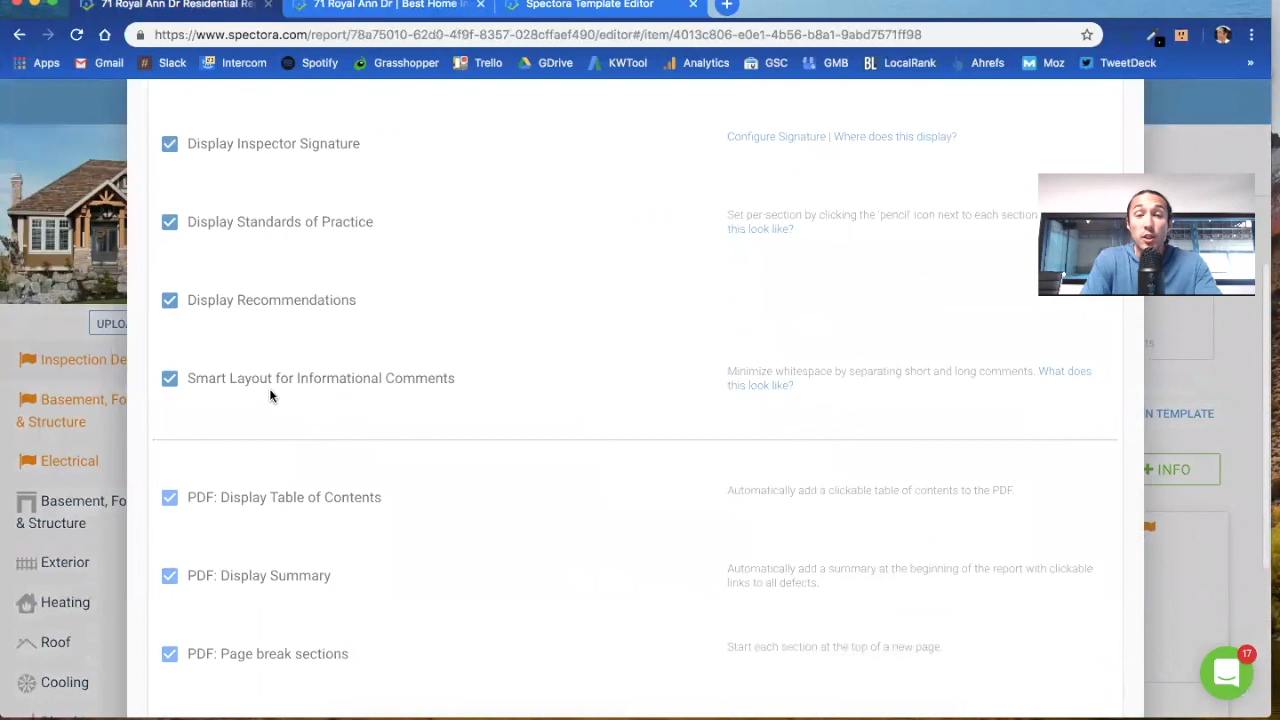 71 Royal Ann Dr Residential Re
71 Royal Ann Dr | Best Home In
Spectora Template Editor
https://www.spectora.com/report/78a75010-62d0-4f9f-8357-028cffaef490/editor#/item/4013c806-e0e1-4b56-b8a1-9abd7571ff98
Apps
Gmail
Slack
Intercom
Spotify
Grasshopper
Trello
GDrive
KWTool
Analytics
GSC
GMB
BL LocalRank
Ahrefs
Moz
TweetDeck
»
Display Inspector Signature
Configure Signature | Where does this display?
Display Standards of Practice
Set per-section by clicking the 'pencil' icon next to each section.
this look like?
Display Recommendations
Smart Layout for Informational Comments
Minimize whitespace by separating short and long comments. What does
this look like?
PDF: Display Table of Contents
Automatically add a clickable table of contents to the PDF.
PDF: Display Summary
Automatically add a summary at the beginning of the report with clickable
links to all defects.
PDF: Page break sections
Start each section at the top of a new page.
UPLO
Inspection De
Basement, Fo
& Structure
Electrical
Basement, Fo
& Structure
Exterior
Heating
Roof
Cooling
ts
N TEMPLATE
+ INFO
17